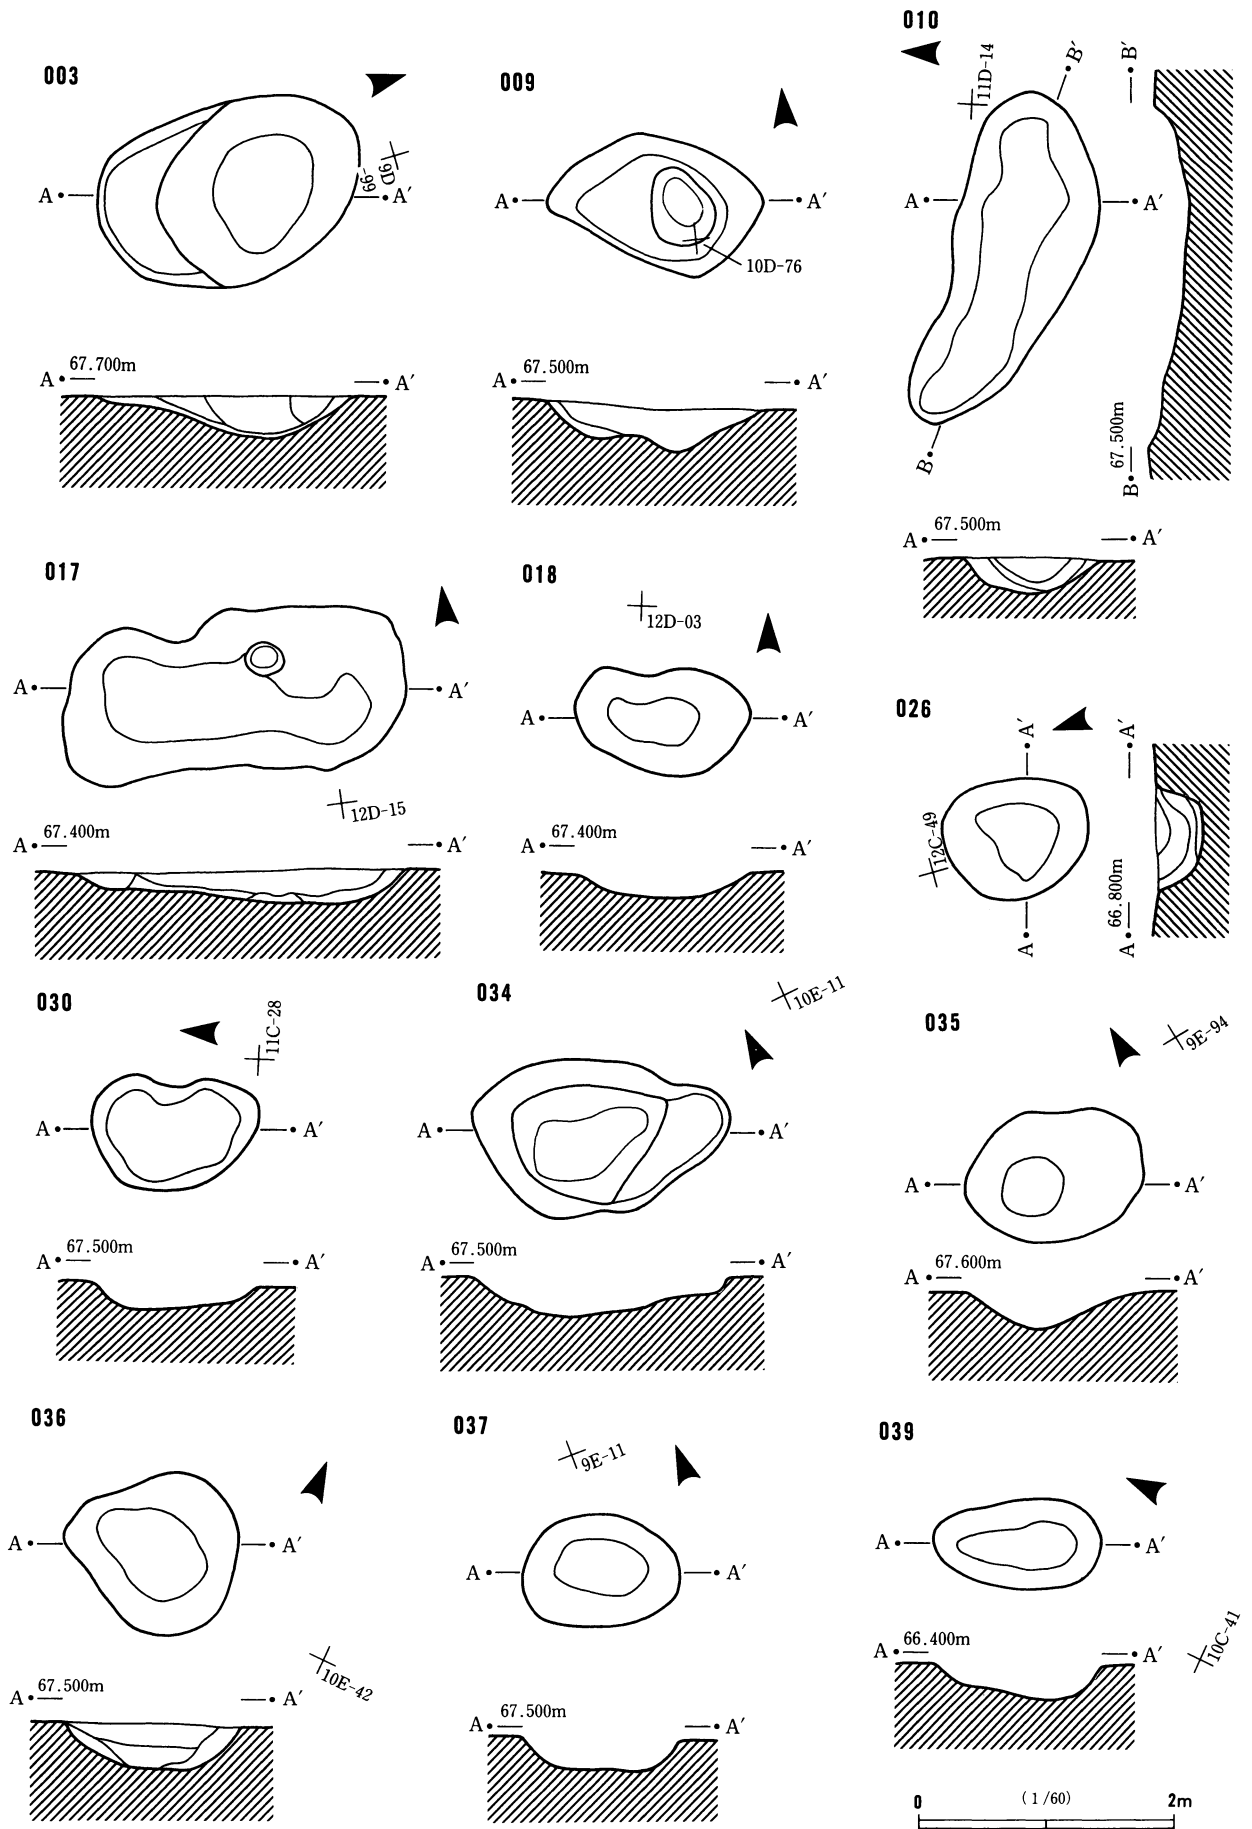 003
A
A′
9D
-99
A
67.700m
A′
009
A
A′
10D-76
A
67.500m
A′
010
11D-14
B′
B′
A
A′
B
67.500m
B
A
67.500m
A′
017
A
A′
12D-15
A
67.400m
A′
018
12D-03
A
A′
A
67.400m
A′
026
A′
A′
12C-49
66.800m
A
A
030
11C-28
A
A′
A
67.500m
A′
034
10E-11
A
A′
A
67.500m
A′
035
9E-94
A
A′
A
67.600m
A′
036
A
A′
10E-42
A
67.500m
A′
037
9E-11
A
A′
A
67.500m
A′
039
A
A′
10C-41
A
66.400m
A′
0
(1/60)
2m